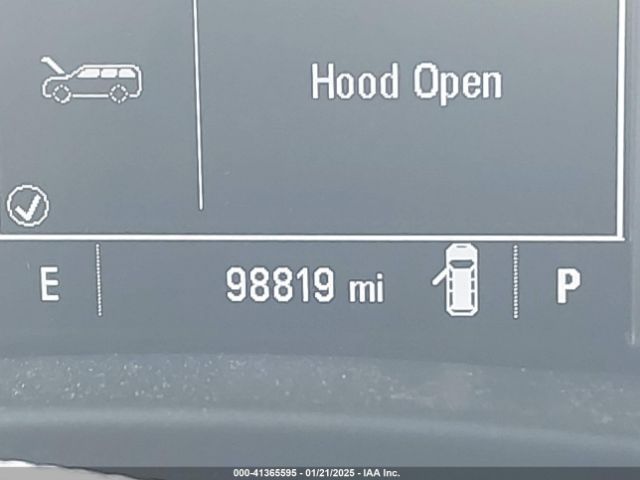 Hood Open
E 98819 mi P
000-41365595 - 01/21/2025 - IAA Inc.